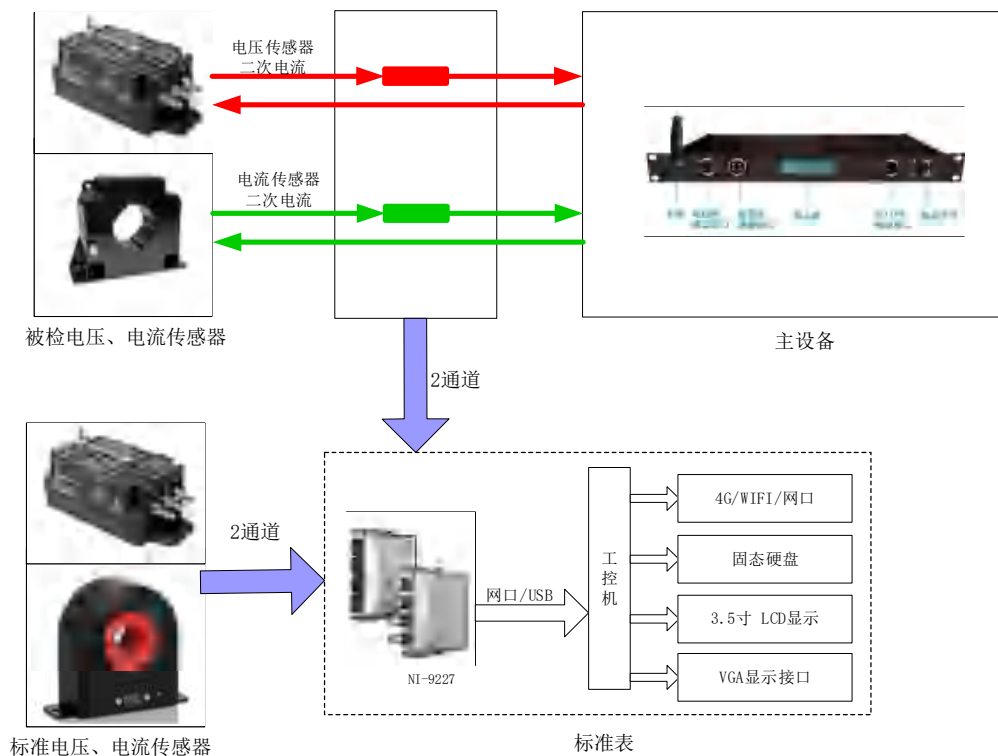 电压传感器
二次电流
电流传感器
二次电流
被检电压、电流传感器
主设备
2通道
2通道
4G/WIFI/网口
固态硬盘
工控机
网口/USB
3.5寸 LCD显示
VGA显示接口
NI-9227
标准电压、电流传感器
标准表